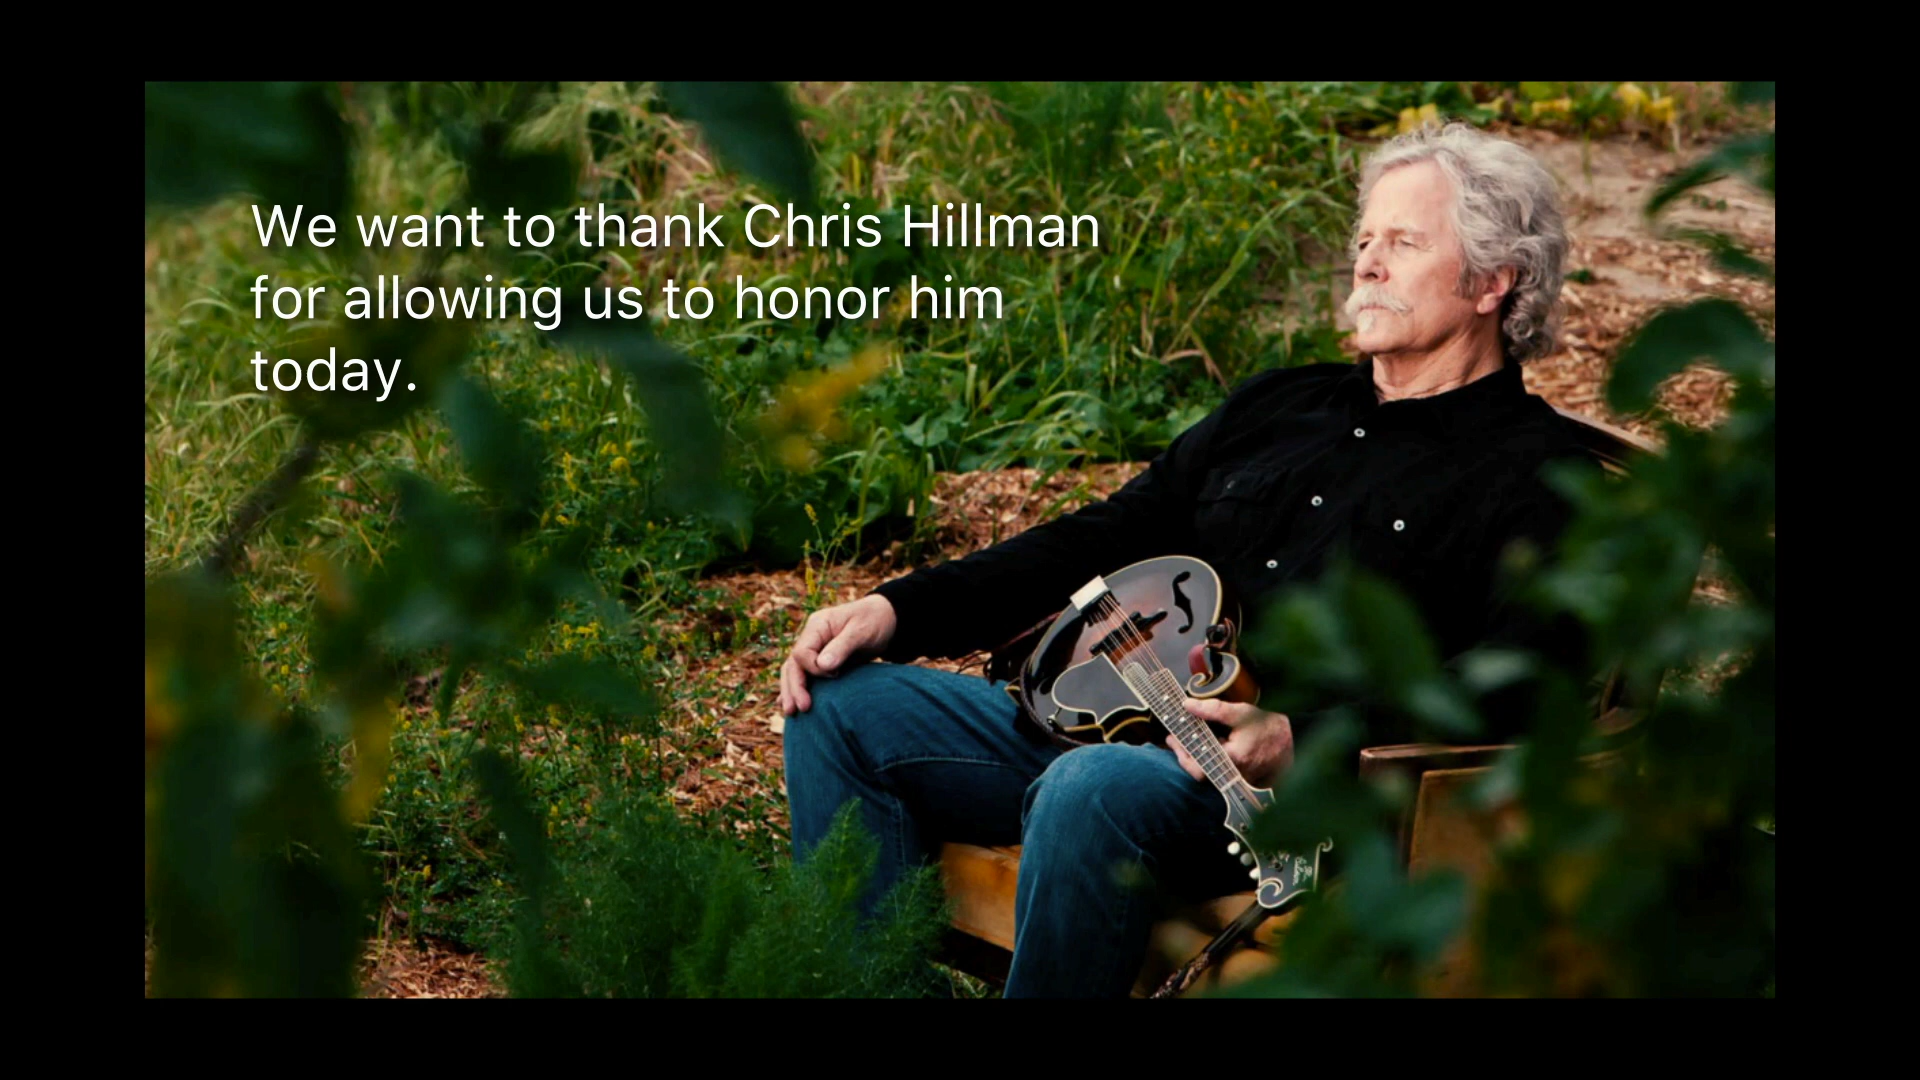 We want to thank Chris Hillman
for allowing us to honor him
today.